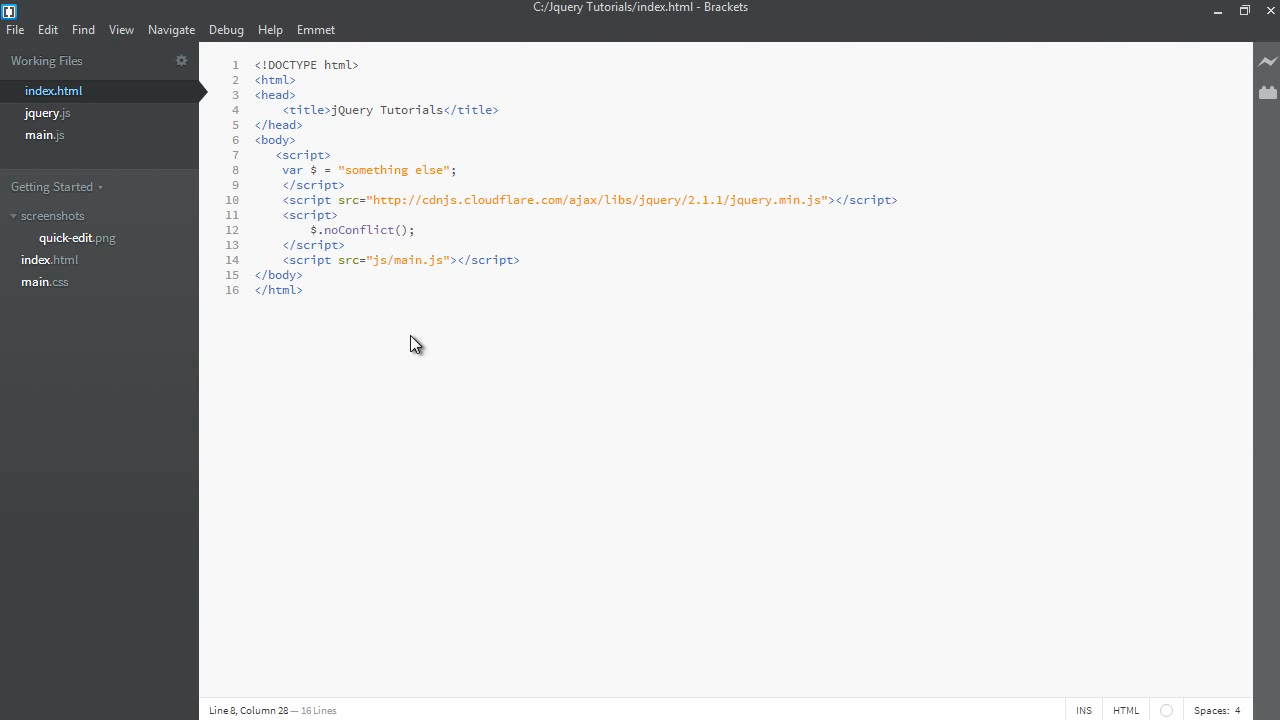 C:/Jquery Tutorials/index.html - Brackets
File Edit Find View Navigate Debug Help Emmet
Working Files
index.html
jquery.js
main.js
Getting Started
screenshots
quick-edit.png
index.html
main.css
1 <!DOCTYPE html>
2 <html>
3 <head>
4 <title>jQuery Tutorials</title>
5 </head>
6 <body>
7 <script>
8 var $ = "something else";
9 </script>
10 <script src="http://cdnjs.cloudflare.com/ajax/libs/jquery/2.1.1/jquery.min.js"></script>
11 <script>
12 $.noConflict();
13 </script>
14 <script src="js/main.js"></script>
15 </body>
16 </html>
Line 8, Column 28 — 16 Lines
INS HTML Spaces: 4